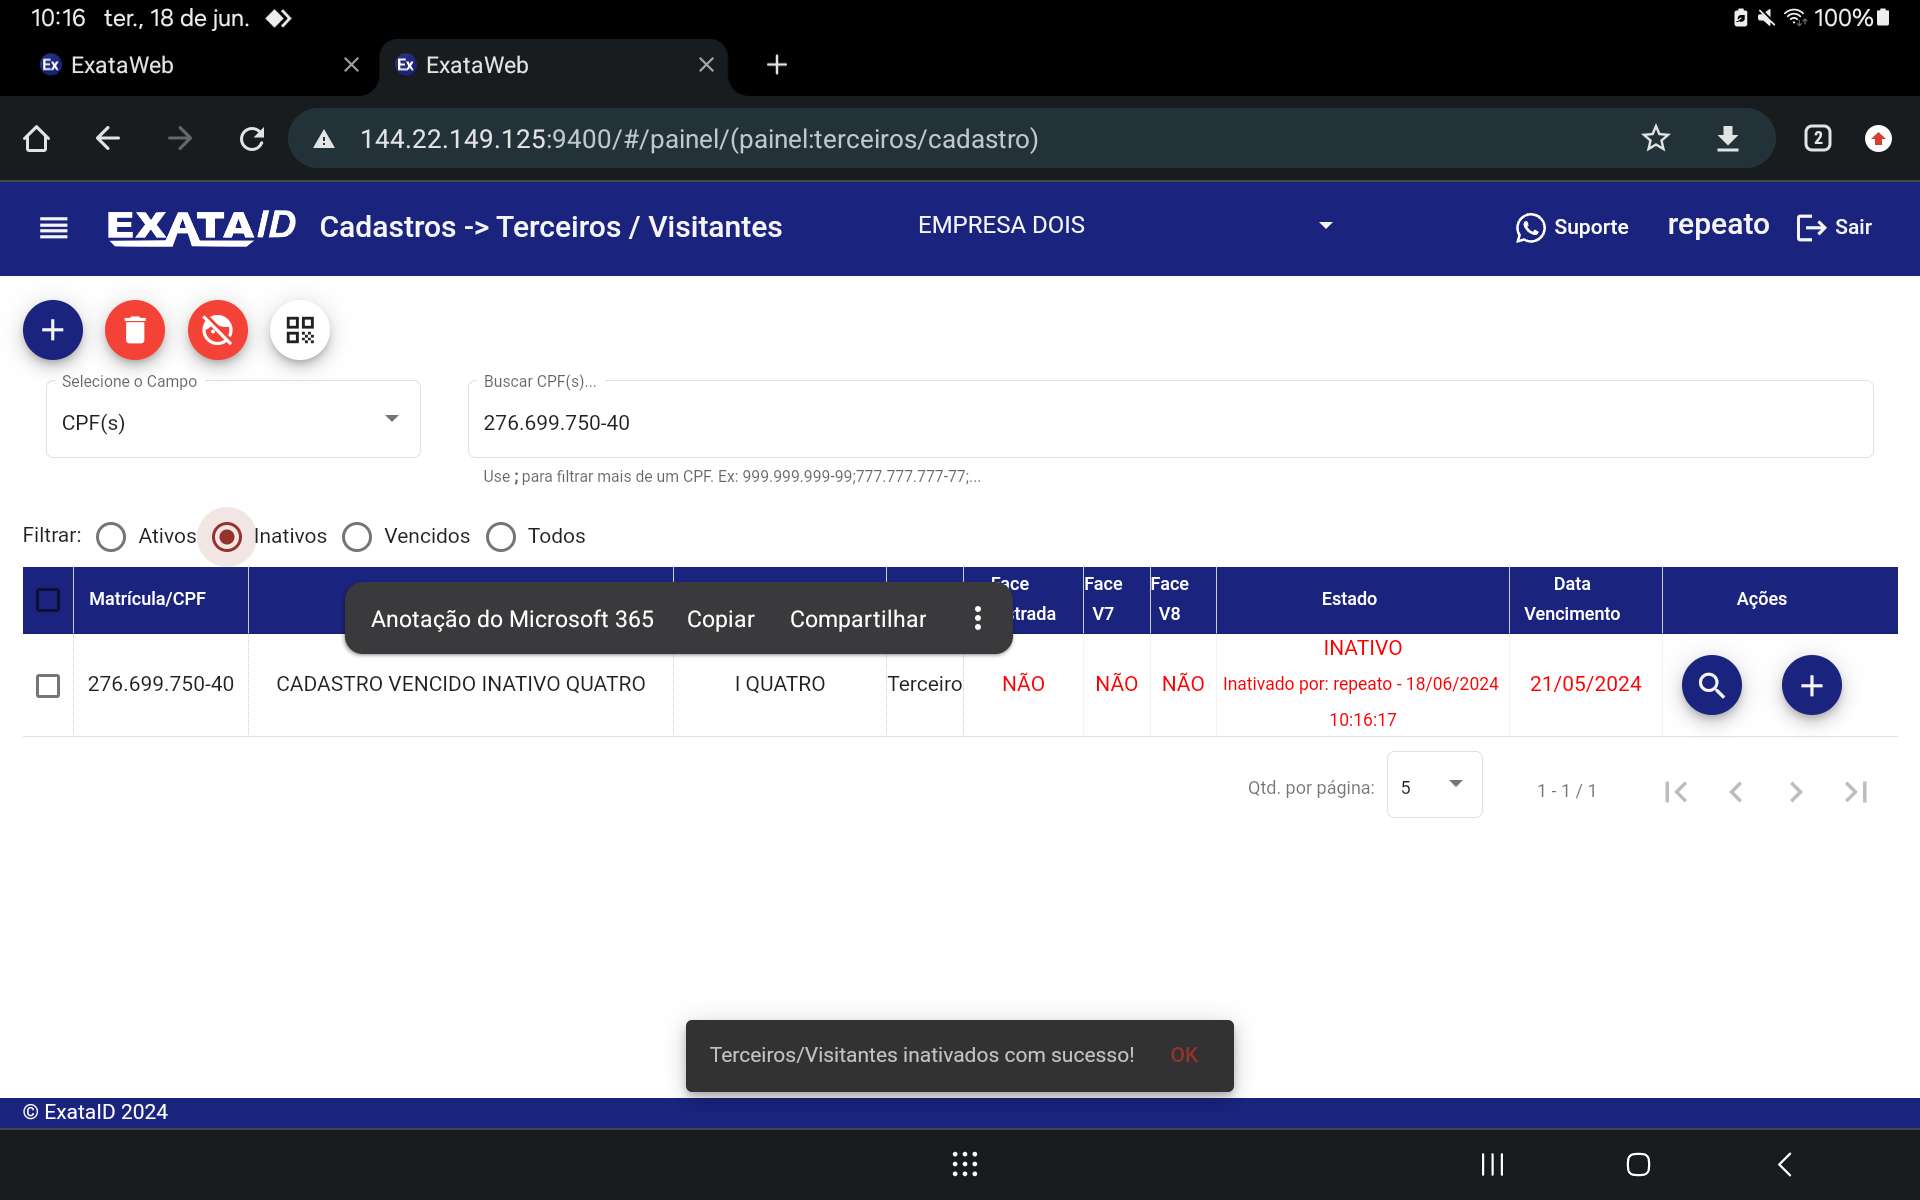 10:16 ter., 18 de jun. 100%
ExataWeb ExataWeb
144.22.149.125:9400/#/painel/(painel:terceiros/cadastro) 2
EXATAID Cadastros -> Terceiros / Visitantes EMPRESA DOIS Suporte repeato Sair
Selecione o Campo Buscar CPF(s)...
CPF(s) 276.699.750-40
Use ; para filtrar mais de um CPF. Ex: 999.999.999-99;777.777.777-77;...
Filtrar: Ativos Inativos Vencidos Todos
Face Face Data
Matrícula/CPF Estado Ações
V7 V8 Vencimento
Anotação do Microsoft 365 Copiar Compartilhar
INATIVO
276.699.750-40 CADASTRO VENCIDO INATIVO QUATRO I QUATRO Terceiro NÃO NÃO NÃO Inativado por: repeato - 18/06/2024 21/05/2024
10:16:17
Qtd. por página: 5 1 - 1 / 1
Terceiros/Visitantes inativados com sucesso! OK
© ExataID 2024